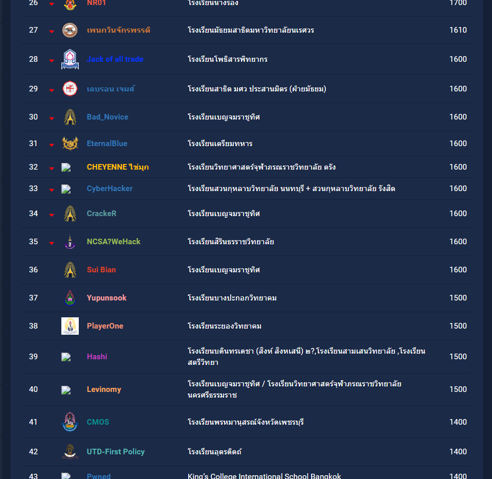 26 NR01 โรงเรียนนางรอง 1700
27 เพนกวินจักรพรรดิ์ โรงเรียนมัธยมสาธิตมหาวิทยาลัยนเรศวร 1610
28 Jack of all trade โรงเรียนโพธิสารพิทยากร 1600
29 เดบรอน เจมส์ โรงเรียนสาธิต มศว ประสานมิตร (ฝ่ายมัธยม) 1600
30 Bad_Novice โรงเรียนเบญจมราชูทิศ 1600
31 EternalBlue โรงเรียนเตรียมทหาร 1600
32 CHEYENNE ไข่มุก โรงเรียนวิทยาศาสตร์จุฬาภรณราชวิทยาลัย ตรัง 1600
33 CyberHacker โรงเรียนสวนกุหลาบวิทยาลัย นนทบุรี + สวนกุหลาบวิทยาลัย รังสิต 1600
34 CrackeR โรงเรียนเบญจมราชูทิศ 1600
35 NCSA?WeHack โรงเรียนสิรินธรราชวิทยาลัย 1600
36 Sui Bian โรงเรียนเบญจมราชูทิศ 1600
37 Yupunsook โรงเรียนบางปะกอกวิทยาคม 1500
38 PlayerOne โรงเรียนระยองวิทยาคม 1500
39 Hashi โรงเรียนบดินทรเดชา (สิงห์ สิงหเสนี) ๒?,โรงเรียนสามเสนวิทยาลัย ,โรงเรียน
สตรีวิทยา 1500
40 Levinomy โรงเรียนเบญจมราชูทิศ / โรงเรียนวิทยาศาสตร์จุฬาภรณราชวิทยาลัย
นครศรีธรรมราช 1500
41 CMOS โรงเรียนพรหมานุสรณ์จังหวัดเพชรบุรี 1400
42 UTD-First Policy โรงเรียนอุตรดิตถ์ 1400
43 Pwned King's College International School Bangkok 1400